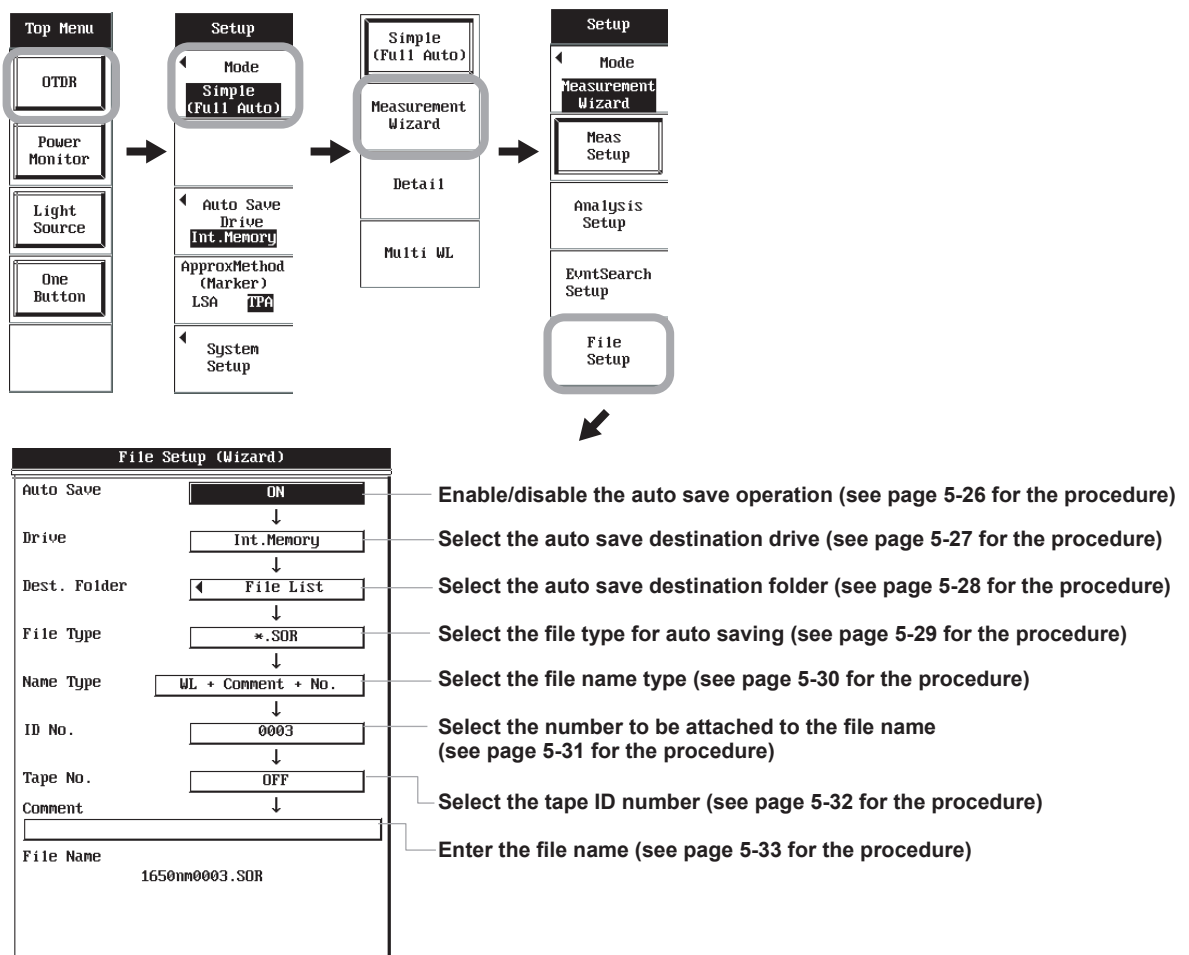 Top Menu
OTDR
Power
Monitor
Light
Source
One
Button
Setup
Mode
Simple
(Full Auto)
Auto Save
Drive
Int.Memory
ApproxMethod
(Marker)
LSA TPA
System
Setup
Simple
(Full Auto)
Measurement
Wizard
Detail
Multi WL
Setup
Mode
Measurement
Wizard
Meas
Setup
Analysis
Setup
EvntSearch
Setup
File
Setup
File Setup (Wizard)
Auto Save ON
Enable/disable the auto save operation (see page 5-26 for the procedure)
Drive Int.Memory
Select the auto save destination drive (see page 5-27 for the procedure)
Dest. Folder File List
Select the auto save destination folder (see page 5-28 for the procedure)
File Type *.SOR
Select the file type for auto saving (see page 5-29 for the procedure)
Name Type WL + Comment + No.
Select the file name type (see page 5-30 for the procedure)
ID No. 0003
Select the number to be attached to the file name
(see page 5-31 for the procedure)
Tape No. OFF
Select the tape ID number (see page 5-32 for the procedure)
Comment
Enter the file name (see page 5-33 for the procedure)
File Name
1650nm0003.SOR